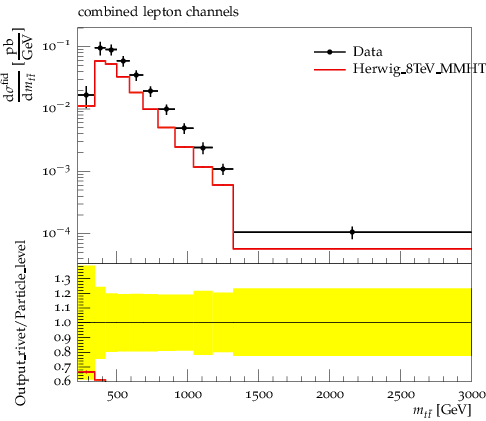 combined lepton channels
dσ^fid / dm_tt̄ [pb / GeV]
10^−1
10^−2
10^−3
10^−4
Data
Herwig_8TeV_MMHT
Output_rivet/Particle_level
1.3
1.2
1.1
1.0
0.9
0.8
0.7
0.6
500 1000 1500 2000 2500 3000
m_tt̄ [GeV]